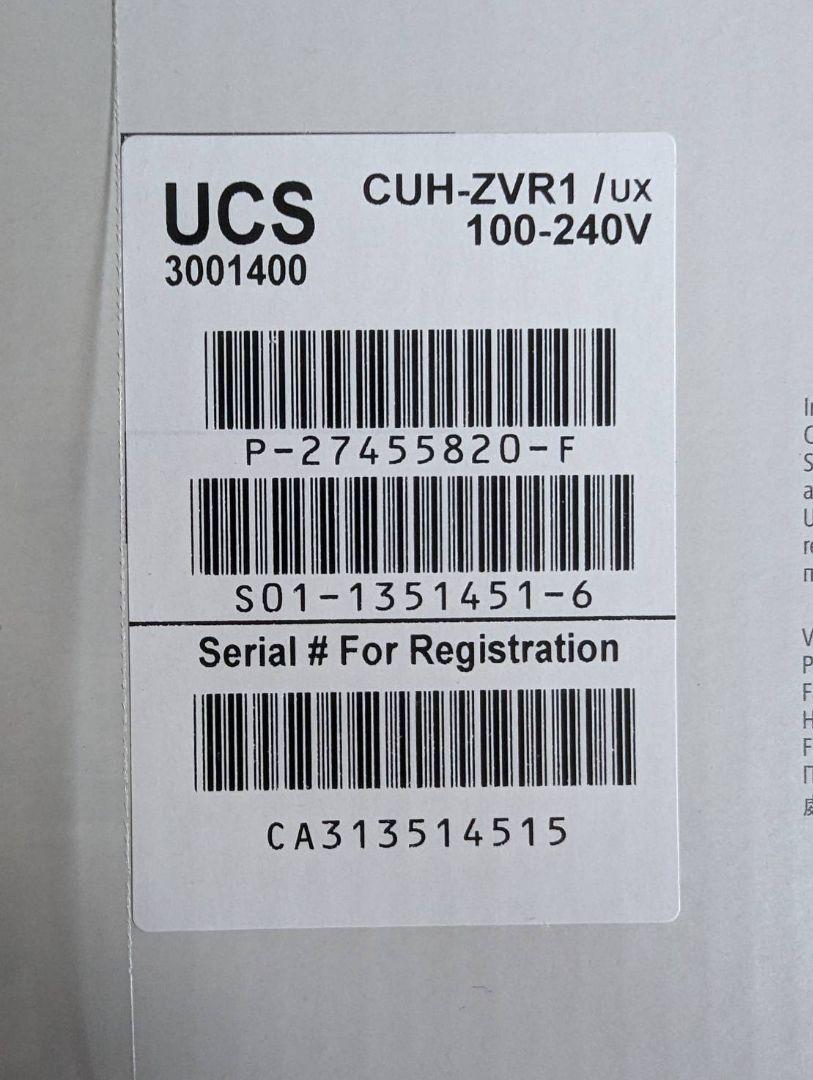 UCS
CUH-ZVR1 /UX
100-240V
3001400
P-27455820-F
S01-1351451-6
Serial # For Registration
CA313514515